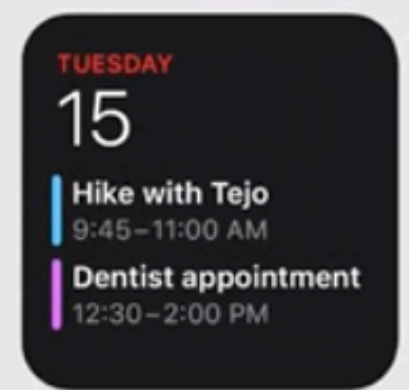 TUESDAY
15
Hike with Tejo
9:45–11:00 AM
Dentist appointment
12:30–2:00 PM